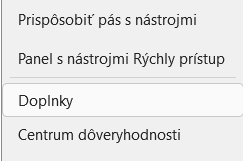 Prispôsobiť pás s nástrojmi
Panel s nástrojmi Rýchly prístup
Doplnky
Centrum dôveryhodnosti